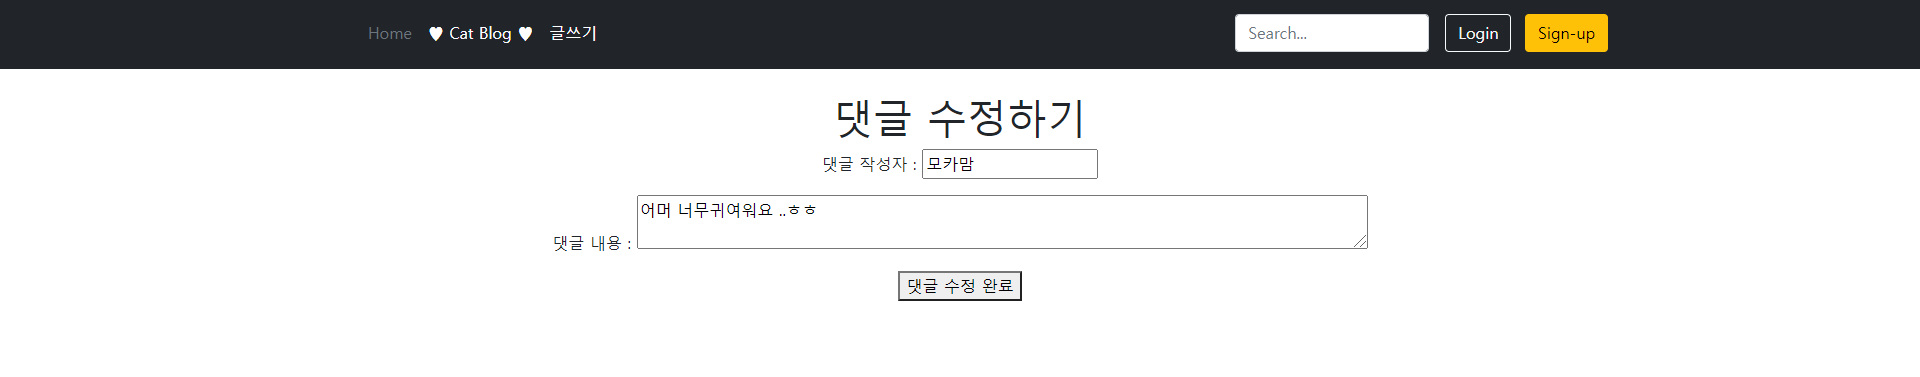 Home ♥ Cat Blog ♥ 글쓰기 Search... Login Sign-up
댓글 수정하기
댓글 작성자 : 모카맘
어머 너무귀여워요 ..ㅎㅎ
댓글 내용 :
댓글 수정 완료